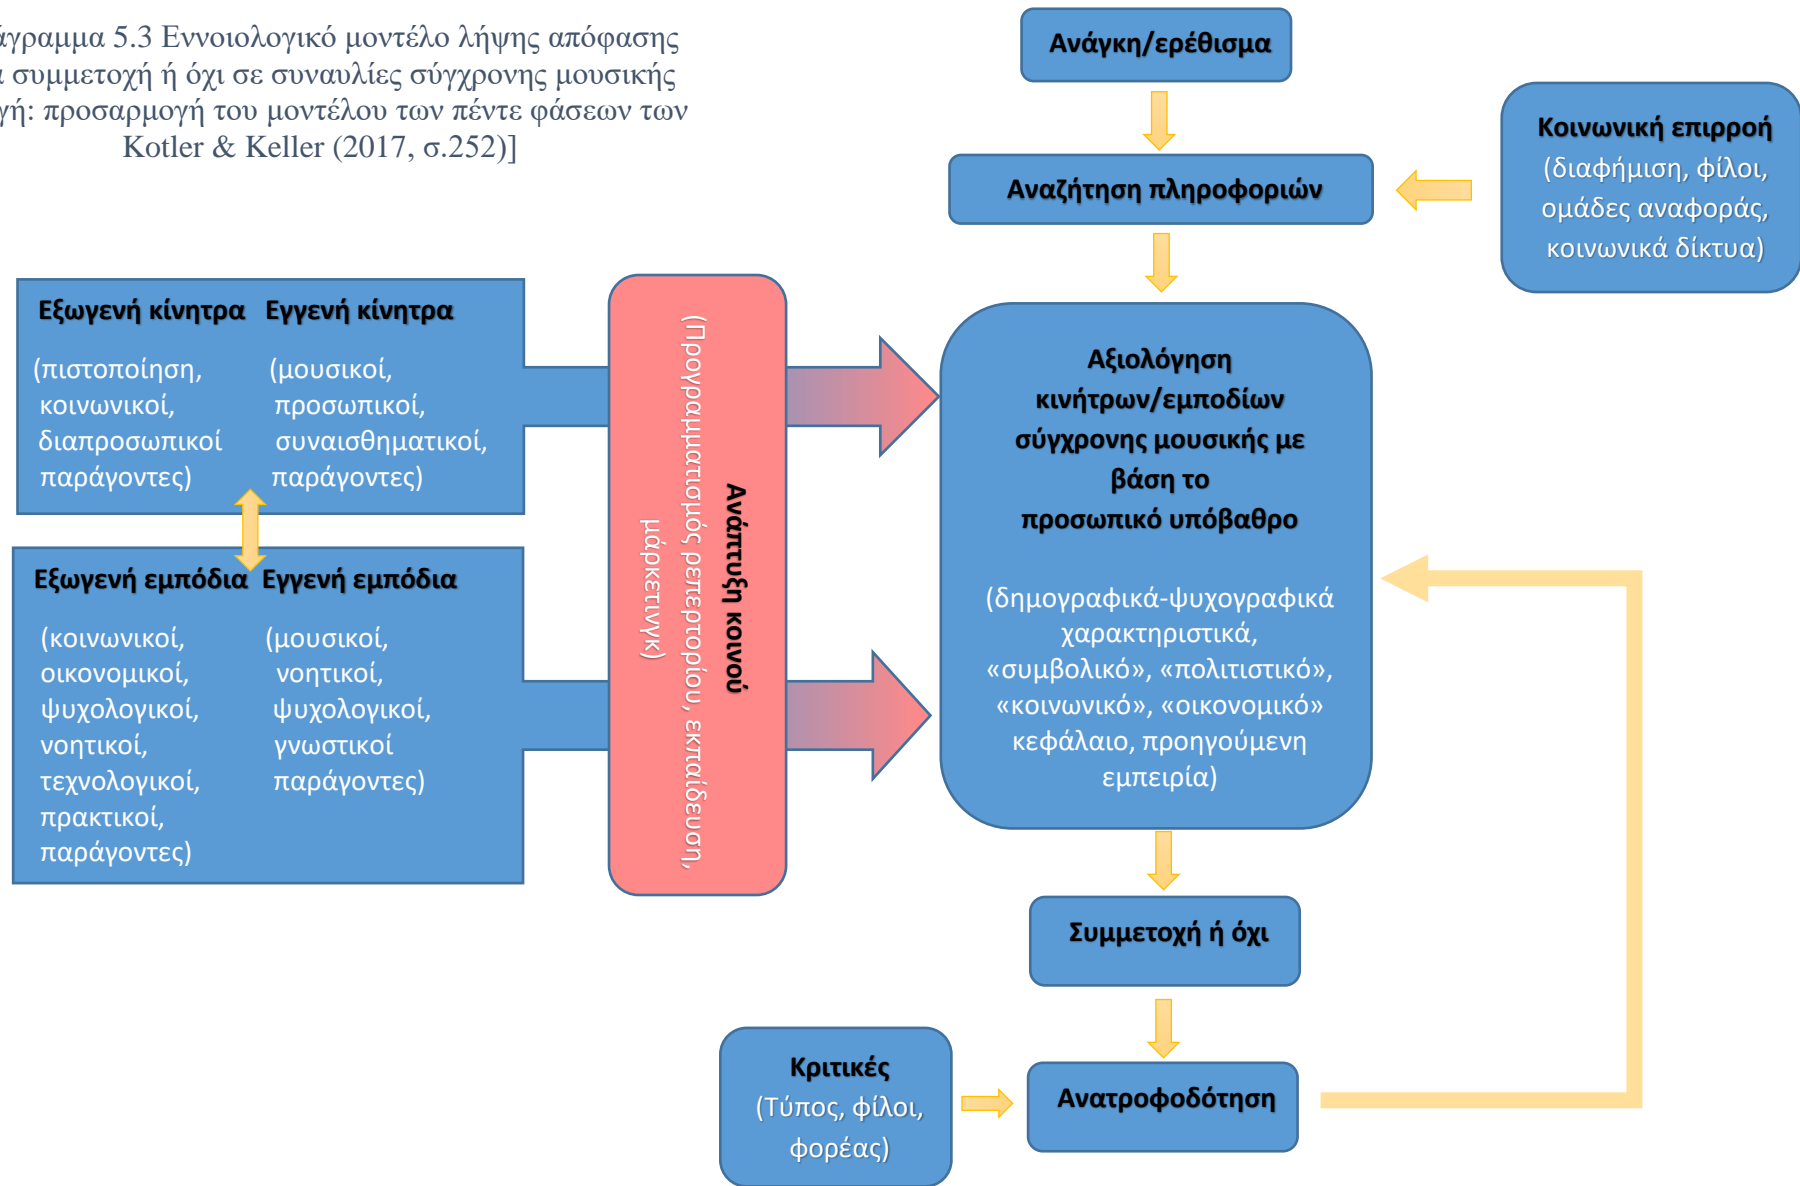 άγραμμα 5.3 Εννοιολογικό μοντέλο λήψης απόφασης
α συμμετοχή ή όχι σε συναυλίες σύγχρονης μουσικής
γή: προσαρμογή του μοντέλου των πέντε φάσεων των
Kotler & Keller (2017, σ.252)]
Ανάγκη/ερέθισμα
Αναζήτηση πληροφοριών
Κοινωνική επιρροή
(διαφήμιση, φίλοι,
ομάδες αναφοράς,
κοινωνικά δίκτυα)
Εξωγενή κίνητρα
(πιστοποίηση,
κοινωνικοί,
διαπροσωπικοί
παράγοντες)
Εγγενή κίνητρα
(μουσικοί,
προσωπικοί,
συναισθηματικοί,
παράγοντες)
Εξωγενή εμπόδια
(κοινωνικοί,
οικονομικοί,
ψυχολογικοί,
νοητικοί,
τεχνολογικοί,
πρακτικοί,
παράγοντες)
Εγγενή εμπόδια
(μουσικοί,
νοητικοί,
ψυχολογικοί,
γνωστικοί
παράγοντες)
Ανάπτυξη κοινού
(Προγραμματισμός ρεπερτορίου, εκπαίδευση,
μάρκετινγκ)
Αξιολόγηση
κινήτρων/εμποδίων
σύγχρονης μουσικής με
βάση το
προσωπικό υπόβαθρο
(δημογραφικά-ψυχογραφικά
χαρακτηριστικά,
«συμβολικό», «πολιτιστικό»,
«κοινωνικό», «οικονομικό»
κεφάλαιο, προηγούμενη
εμπειρία)
Συμμετοχή ή όχι
Κριτικές
(Τύπος, φίλοι,
φορέας)
Ανατροφοδότηση